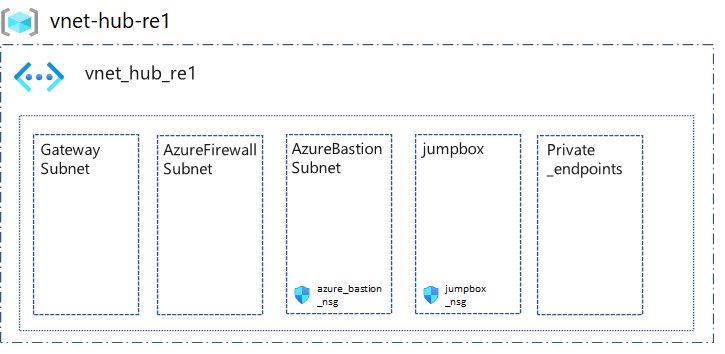 vnet-hub-re1
vnet_hub_re1
Gateway
Subnet
AzureFirewall
Subnet
AzureBastion
Subnet
azure_bastion
_nsg
jumpbox
jumpbox
_nsg
Private
_endpoints